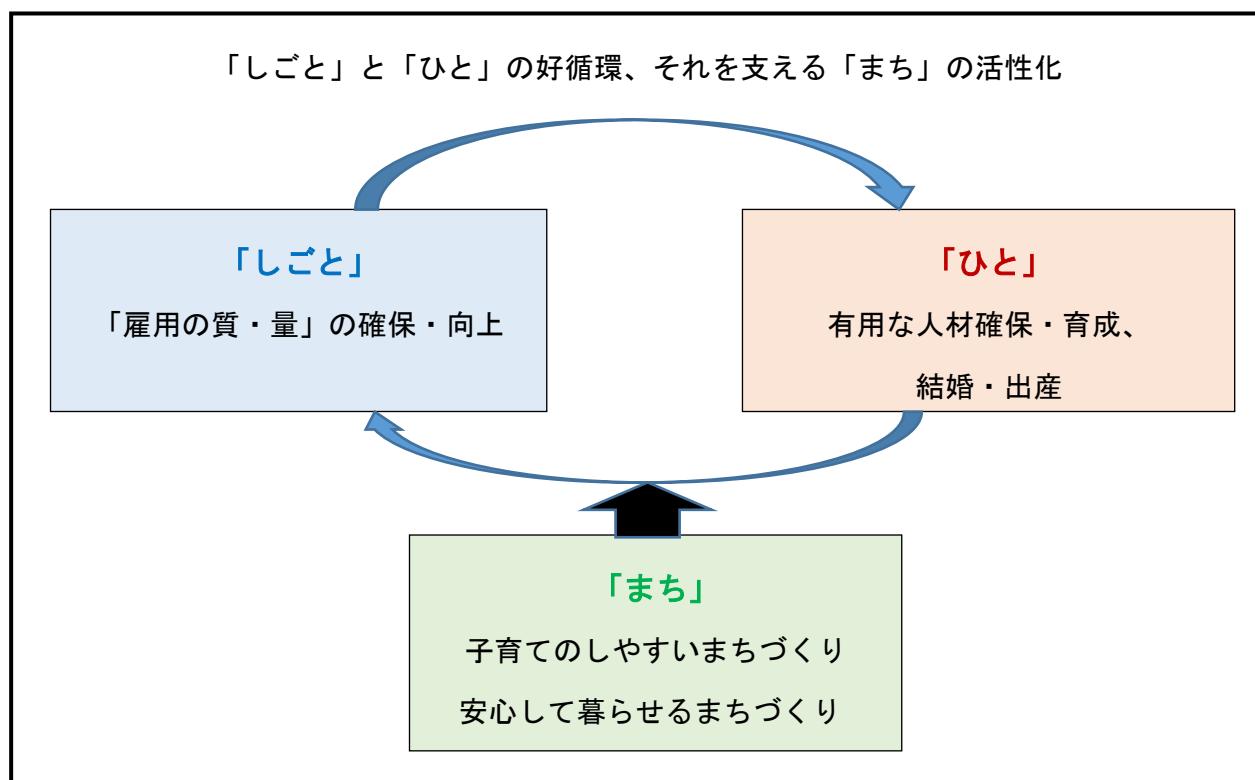 「しごと」と「ひと」の好循環、それを支える「まち」の活性化
「しごと」
「雇用の質・量」の確保・向上
「ひと」
有用な人材確保・育成、
結婚・出産
「まち」
子育てのしやすいまちづくり
安心して暮らせるまちづくり